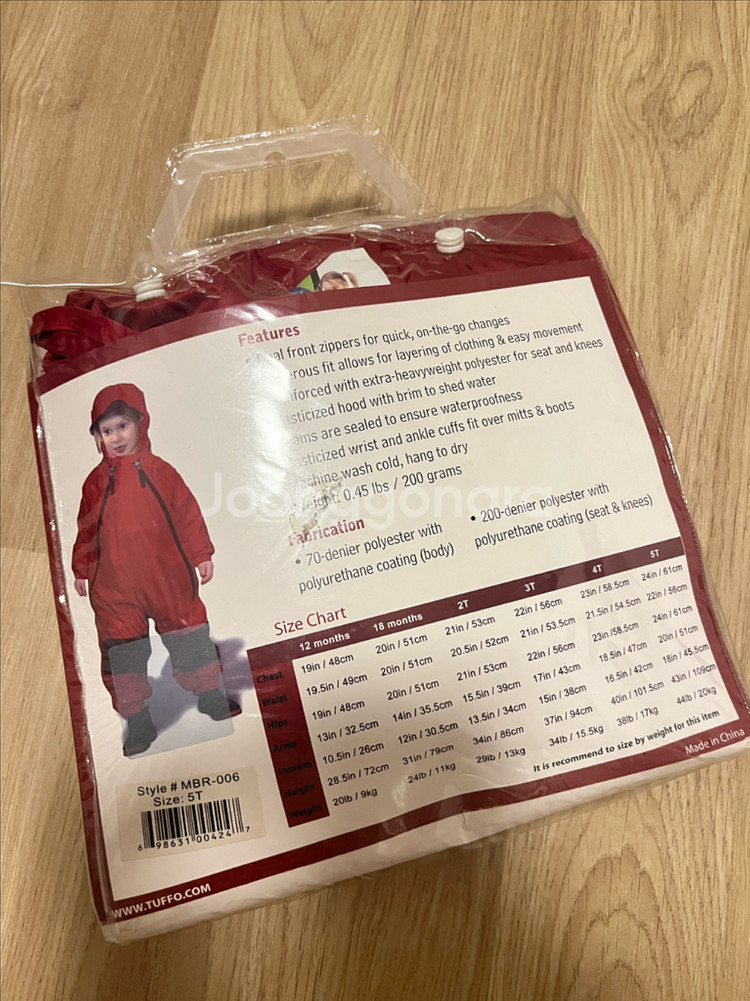 Features
al front zippers for quick, on-the-go changes
rous fit allows for layering of clothing & easy movement
nforced with extra-heavyweight polyester for seat and knees
sticized hood with brim to shed water
ams are sealed to ensure waterproofness
asticized wrist and ankle cuffs fit over mitts & boots
achine wash cold, hang to dry
eight: 0.45 lbs / 200 grams
Joonggonara
Fabrication
• 70-denier polyester with
polyurethane coating (body)
• 200-denier polyester with
polyurethane coating (seat & knees)
Size Chart
12 months 18 months 2T 3T 4T 5T
Chest 19in / 48cm 20in / 51cm 21in / 53cm 22in / 56cm 23in / 58.5cm 24in / 61cm
Waist 19.5in / 49cm 20in / 51cm 20.5in / 52cm 21in / 53.5cm 21.5in / 54.5cm 22in / 56cm
Hips 19in / 48cm 20in / 51cm 21in / 53cm 22in / 56cm 23in /58.5cm 24in / 61cm
Arms 13in / 32.5cm 14in / 35.5cm 15.5in / 39cm 17in / 43cm 18.5in / 47cm 20in / 51cm
Inseem 10.5in / 26cm 12in / 30.5cm 13.5in / 34cm 15in / 38cm 16.5in / 42cm 18in / 45.5cm
Height 28.5in / 72cm 31in / 79cm 34in / 86cm 37in / 94cm 40in / 101.5cm 43in / 109cm
Weight 20lb / 9kg 24lb / 11kg 29lb / 13kg 34lb / 15.5kg 38lb / 17kg 44lb / 20kg
It is recommend to size by weight for this item
Made in China
Style # MBR-006
Size: 5T
6 98631 00424 7
WWW.TUFFO.COM